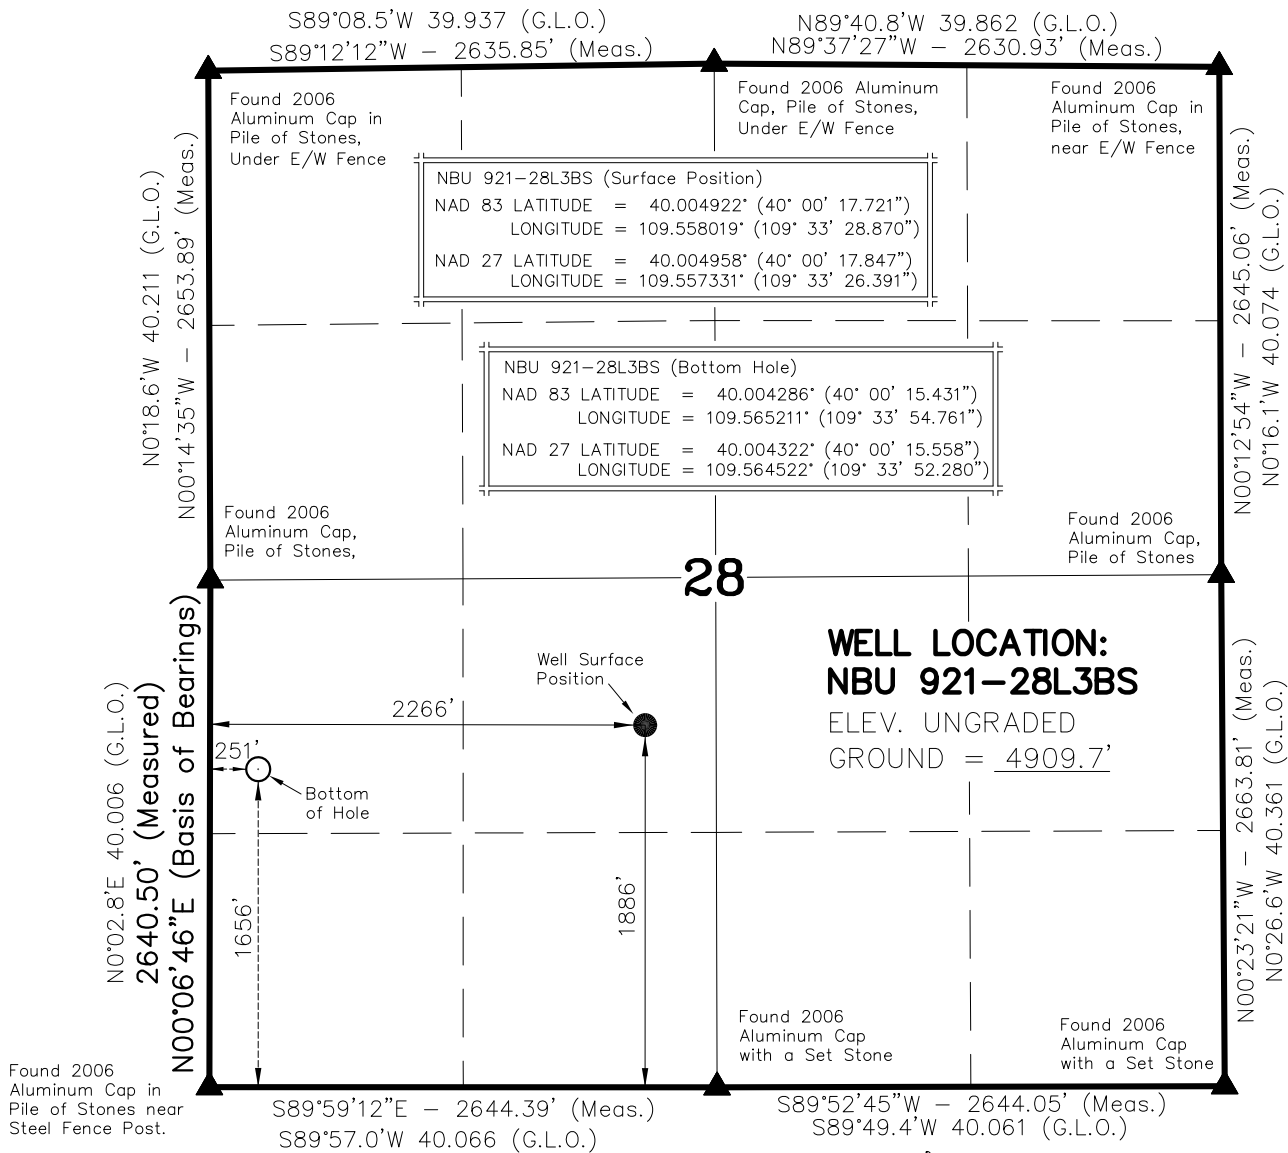 S89°08.5'W 39.937 (G.L.O.)
S89°12'12"W – 2635.85' (Meas.)
N89°40.8'W 39.862 (G.L.O.)
N89°37'27"W – 2630.93' (Meas.)
Found 2006
Aluminum Cap in
Pile of Stones,
Under E/W Fence
Found 2006 Aluminum
Cap, Pile of Stones,
Under E/W Fence
Found 2006
Aluminum Cap in
Pile of Stones,
near E/W Fence
NBU 921–28L3BS (Surface Position)
NAD 83 LATITUDE = 40.004922° (40° 00' 17.721")
LONGITUDE = 109.558019° (109° 33' 28.870")
NAD 27 LATITUDE = 40.004958° (40° 00' 17.847")
LONGITUDE = 109.557331° (109° 33' 26.391")
N0°18.6'W 40.211 (G.L.O.)
N00°14'35"W – 2653.89' (Meas.)
N00°12'54"W – 2645.06' (Meas.)
N0°16.1'W 40.074 (G.L.O.)
NBU 921–28L3BS (Bottom Hole)
NAD 83 LATITUDE = 40.004286° (40° 00' 15.431")
LONGITUDE = 109.565211° (109° 33' 54.761")
NAD 27 LATITUDE = 40.004322° (40° 00' 15.558")
LONGITUDE = 109.564522° (109° 33' 52.280")
Found 2006
Aluminum Cap,
Pile of Stones,
Found 2006
Aluminum Cap,
Pile of Stones
28
WELL LOCATION:
NBU 921–28L3BS
ELEV. UNGRADED
GROUND = 4909.7'
Well Surface
Position
2266'
251'
Bottom
of Hole
1656'
1886'
N0°02.8'E 40.006 (G.L.O.)
2640.50' (Measured)
N00°06'46"E (Basis of Bearings)
N00°23'21"W – 2663.81' (Meas.)
N0°26.6'W 40.361 (G.L.O.)
Found 2006
Aluminum Cap
with a Set Stone
Found 2006
Aluminum Cap
with a Set Stone
Found 2006
Aluminum Cap in
Pile of Stones near
Steel Fence Post.
S89°59'12"E – 2644.39' (Meas.)
S89°57.0'W 40.066 (G.L.O.)
S89°52'45"W – 2644.05' (Meas.)
S89°49.4'W 40.061 (G.L.O.)